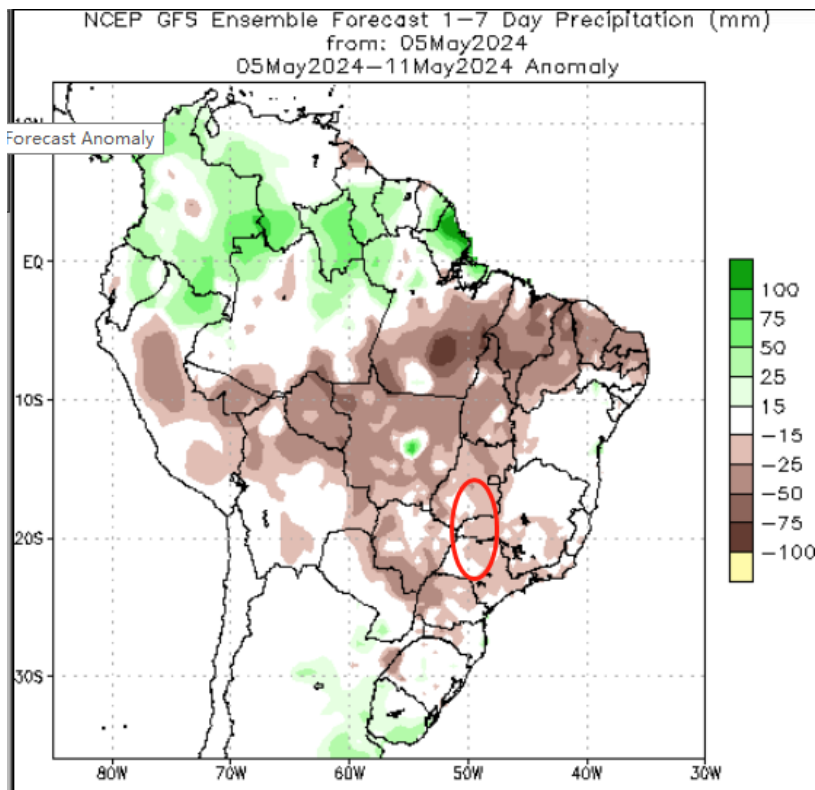 NCEP GFS Ensemble Forecast 1–7 Day Precipitation (mm)
from: 05May2024
05May2024–11May2024 Anomaly
Forecast Anomaly
EQ
10S
20S
30S
80W
70W
60W
50W
40W
30W
100
75
50
25
15
−15
−25
−50
−75
−100